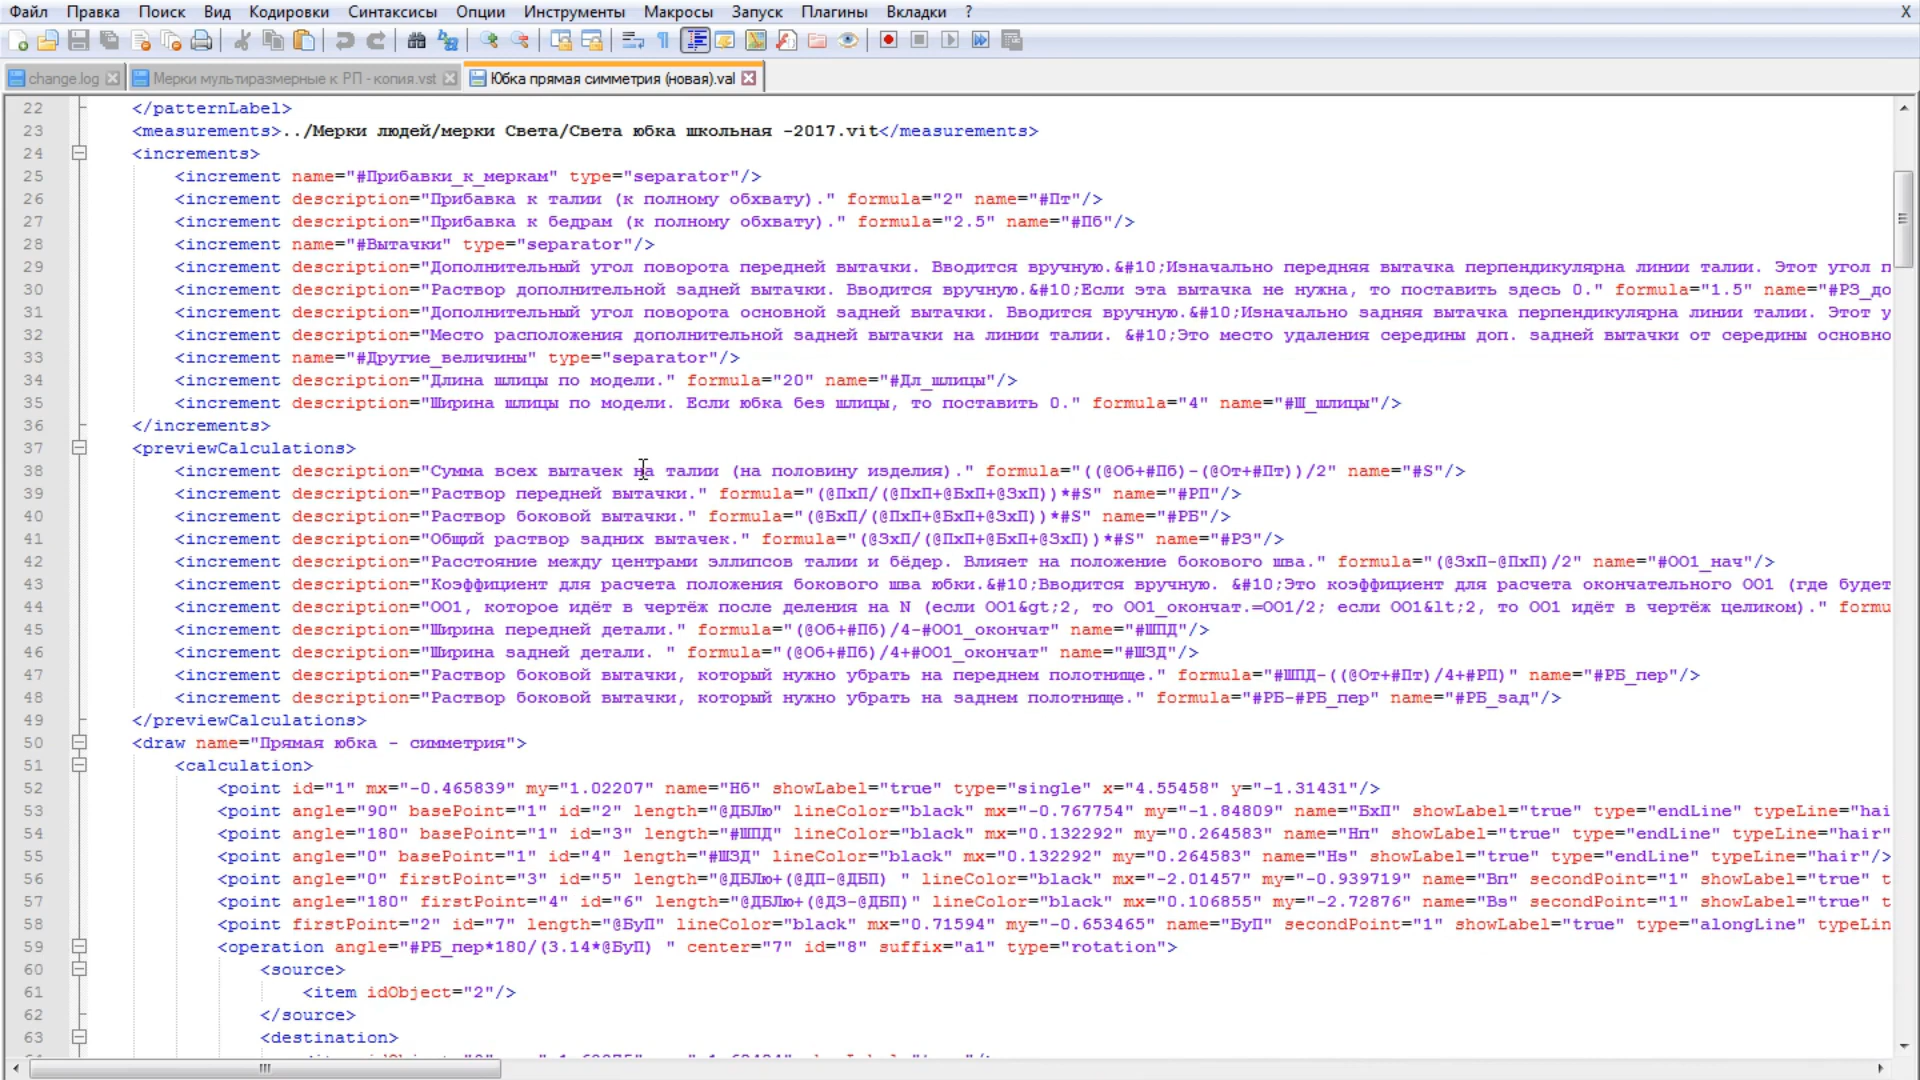 Файл Правка Поиск Вид Кодировки Синтаксисы Опции Инструменты Макросы Запуск Плагины Вкладки ? X
change.log Мерки мультиразмерные к РП - копия.vst Юбка прямая симметрия (новая).val
22 </patternLabel>
23 <measurements>../Мерки людей/мерки Света/Света юбка школьная -2017.vit</measurements>
24 <increments>
25 <increment name="#Прибавки_к_меркам" type="separator"/>
26 <increment description="Прибавка к талии (к полному обхвату)." formula="2" name="#Пт"/>
27 <increment description="Прибавка к бедрам (к полному обхвату)." formula="2.5" name="#Пб"/>
28 <increment name="#Вытачки" type="separator"/>
29 <increment description="Дополнительный угол поворота передней вытачки. Вводится вручную.&#10;Изначально передняя вытачка перпендикулярна линии талии. Этот угол п
30 <increment description="Раствор дополнительной задней вытачки. Вводится вручную.&#10;Если эта вытачка не нужна, то поставить здесь 0." formula="1.5" name="#РЗ_до
31 <increment description="Дополнительный угол поворота основной задней вытачки. Вводится вручную.&#10;Изначально задняя вытачка перпендикулярна линии талии. Этот у
32 <increment description="Место расположения дополнительной задней вытачки на линии талии. &#10;Это место удаления середины доп. задней вытачки от середины основно
33 <increment name="#Другие_величины" type="separator"/>
34 <increment description="Длина шлицы по модели." formula="20" name="#Дл_шлицы"/>
35 <increment description="Ширина шлицы по модели. Если юбка без шлицы, то поставить 0." formula="4" name="#Ш_шлицы"/>
36 </increments>
37 <previewCalculations>
38 <increment description="Сумма всех вытачек на талии (на половину изделия)." formula="((@Об+#Пб)-(@От+#Пт))/2" name="#S"/>
39 <increment description="Раствор передней вытачки." formula="(@ПхП/(@ПхП+@БхП+@ЗхП))*#S" name="#РП"/>
40 <increment description="Раствор боковой вытачки." formula="(@БхП/(@ПхП+@БхП+@ЗхП))*#S" name="#РБ"/>
41 <increment description="Общий раствор задних вытачек." formula="(@ЗхП/(@ПхП+@БхП+@ЗхП))*#S" name="#РЗ"/>
42 <increment description="Расстояние между центрами эллипсов талии и бёдер. Влияет на положение бокового шва." formula="(@ЗхП-@ПхП)/2" name="#ОО1_нач"/>
43 <increment description="Коэффициент для расчета положения бокового шва юбки.&#10;Вводится вручную. &#10;Это коэффициент для расчета окончательного ОО1 (где будет
44 <increment description="ОО1, которое идёт в чертёж после деления на N (если ОО1&gt;2, то ОО1_окончат.=ОО1/2; если ОО1&lt;2, то ОО1 идёт в чертёж целиком)." formu
45 <increment description="Ширина передней детали." formula="(@Об+#Пб)/4-#ОО1_окончат" name="#ШПД"/>
46 <increment description="Ширина задней детали. " formula="(@Об+#Пб)/4+#ОО1_окончат" name="#ШЗД"/>
47 <increment description="Раствор боковой вытачки, который нужно убрать на переднем полотнище." formula="#ШПД-((@От+#Пт)/4+#РП)" name="#РБ_пер"/>
48 <increment description="Раствор боковой вытачки, который нужно убрать на заднем полотнище." formula="#РБ-#РБ_пер" name="#РБ_зад"/>
49 </previewCalculations>
50 <draw name="Прямая юбка - симметрия">
51 <calculation>
52 <point id="1" mx="-0.465839" my="1.02207" name="Нб" showLabel="true" type="single" x="4.55458" y="-1.31431"/>
53 <point angle="90" basePoint="1" id="2" length="@ДБЛю" lineColor="black" mx="-0.767754" my="-1.84809" name="БхП" showLabel="true" type="endLine" typeLine="hai
54 <point angle="180" basePoint="1" id="3" length="#ШПД" lineColor="black" mx="0.132292" my="0.264583" name="Нп" showLabel="true" type="endLine" typeLine="hair"
55 <point angle="0" basePoint="1" id="4" length="#ШЗД" lineColor="black" mx="0.132292" my="0.264583" name="Нз" showLabel="true" type="endLine" typeLine="hair"/>
56 <point angle="0" firstPoint="3" id="5" length="@ДБЛю+(@ДП-@ДБП) " lineColor="black" mx="-2.01457" my="-0.939719" name="Вп" secondPoint="1" showLabel="true" t
57 <point angle="180" firstPoint="4" id="6" length="@ДБЛю+(@ДЗ-@ДБП)" lineColor="black" mx="0.106855" my="-2.72876" name="Вз" secondPoint="1" showLabel="true" t
58 <point firstPoint="2" id="7" length="@БуП" lineColor="black" mx="0.71594" my="-0.653465" name="БуП" secondPoint="1" showLabel="true" type="alongLine" typeLin
59 <operation angle="#РБ_пер*180/(3.14*@БуП) " center="7" id="8" suffix="a1" type="rotation">
60 <source>
61 <item idObject="2"/>
62 </source>
63 <destination>